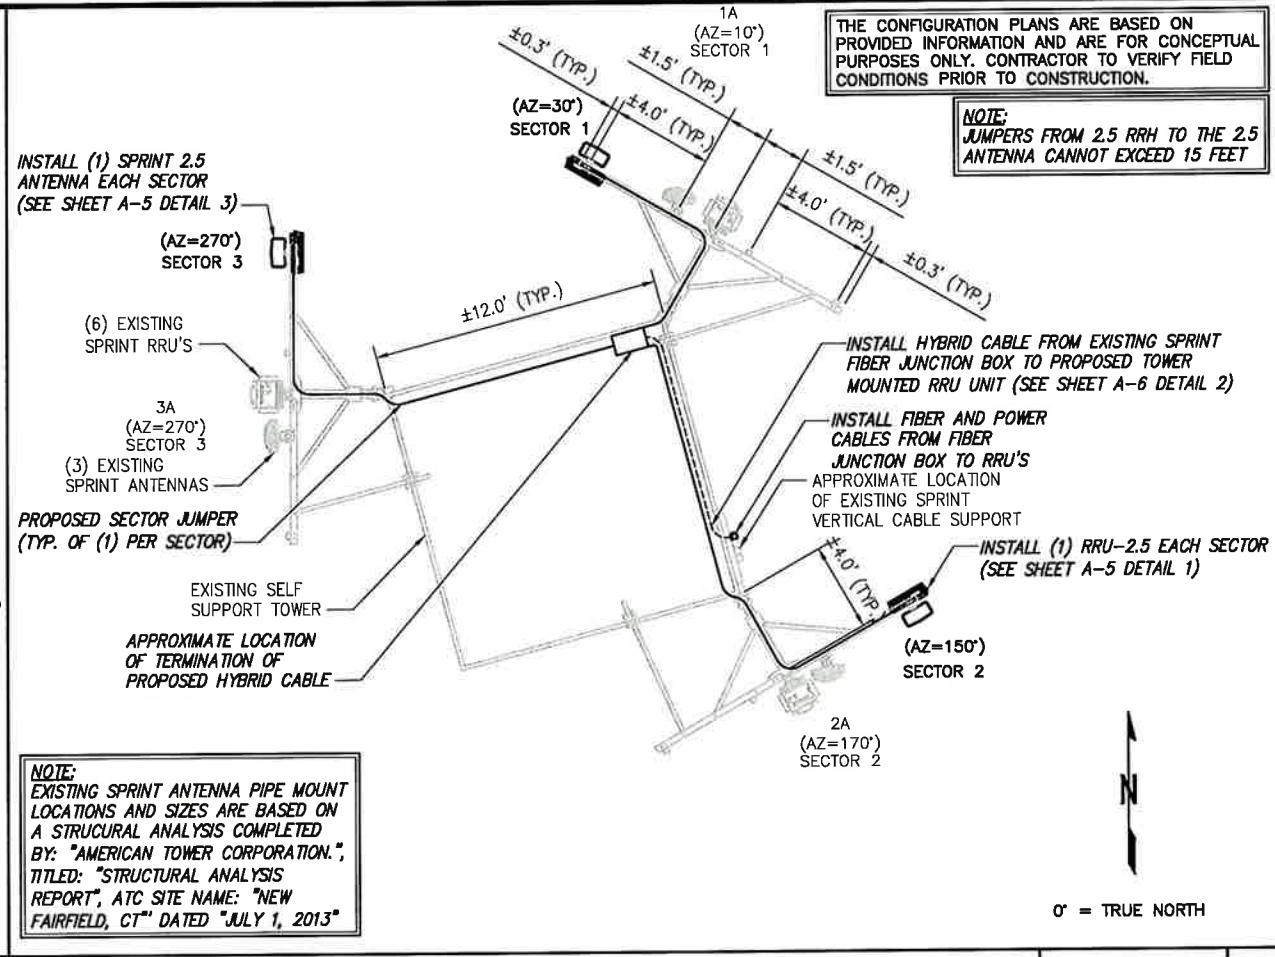 1A
(AZ=10°)
SECTOR 1
THE CONFIGURATION PLANS ARE BASED ON
PROVIDED INFORMATION AND ARE FOR CONCEPTUAL
PURPOSES ONLY. CONTRACTOR TO VERIFY FIELD
CONDITIONS PRIOR TO CONSTRUCTION.
NOTE:
JUMPERS FROM 2.5 RRH TO THE 2.5
ANTENNA CANNOT EXCEED 15 FEET
±0.3' (TYP.)
±1.5' (TYP.)
±4.0' (TYP.)
(AZ=30°)
SECTOR 1
±1.5' (TYP.)
±4.0' (TYP.)
±0.3' (TYP.)
INSTALL (1) SPRINT 2.5
ANTENNA EACH SECTOR
(SEE SHEET A-5 DETAIL 3)
(AZ=270°)
SECTOR 3
±12.0' (TYP.)
(6) EXISTING
SPRINT RRU'S
3A
(AZ=270°)
SECTOR 3
(3) EXISTING
SPRINT ANTENNAS
PROPOSED SECTOR JUMPER
(TYP. OF (1) PER SECTOR)
EXISTING SELF
SUPPORT TOWER
APPROXIMATE LOCATION
OF TERMINATION OF
PROPOSED HYBRID CABLE
INSTALL HYBRID CABLE FROM EXISTING SPRINT
FIBER JUNCTION BOX TO PROPOSED TOWER
MOUNTED RRU UNIT (SEE SHEET A-6 DETAIL 2)
INSTALL FIBER AND POWER
CABLES FROM FIBER
JUNCTION BOX TO RRU'S
APPROXIMATE LOCATION
OF EXISTING SPRINT
VERTICAL CABLE SUPPORT
±4.0' (TYP.)
INSTALL (1) RRU-2.5 EACH SECTOR
(SEE SHEET A-5 DETAIL 1)
(AZ=150°)
SECTOR 2
2A
(AZ=170°)
SECTOR 2
NOTE:
EXISTING SPRINT ANTENNA PIPE MOUNT
LOCATIONS AND SIZES ARE BASED ON
A STRUCURAL ANALYSIS COMPLETED
BY: "AMERICAN TOWER CORPORATION.",
TITLED: "STRUCTURAL ANALYSIS
REPORT", ATC SITE NAME: "NEW
FAIRFIELD, CT"' DATED "JULY 1, 2013"
N
0° = TRUE NORTH